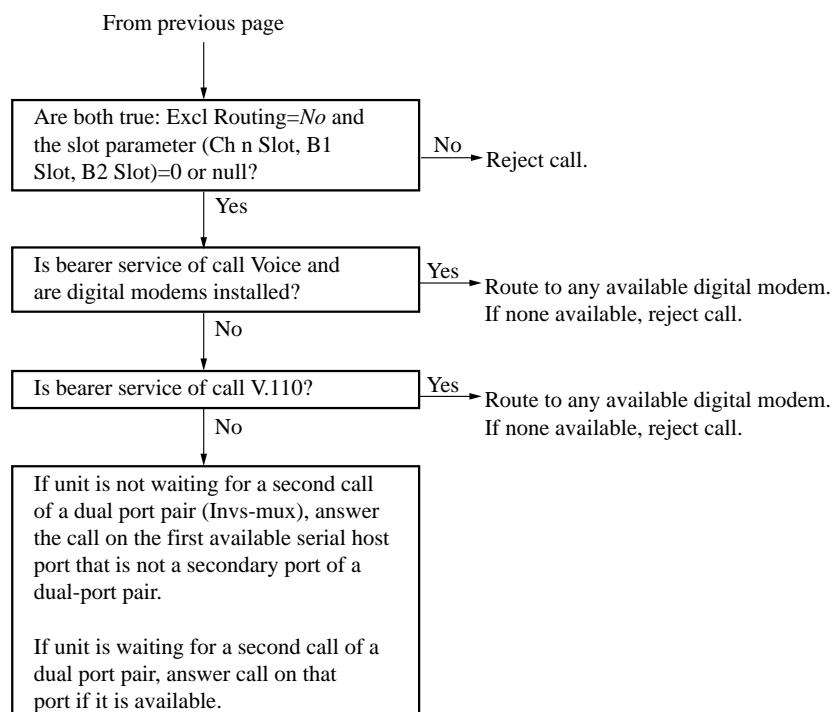 From previous page
Are both true: Excl Routing=No and
the slot parameter (Ch n Slot, B1
Slot, B2 Slot)=0 or null?
No
Reject call.
Yes
Is bearer service of call Voice and
are digital modems installed?
Yes
Route to any available digital modem.
If none available, reject call.
No
Is bearer service of call V.110?
Yes
Route to any available digital modem.
If none available, reject call.
No
If unit is not waiting for a second call
of a dual port pair (Invs-mux), answer
the call on the first available serial host
port that is not a secondary port of a
dual-port pair.
If unit is waiting for a second call of a
dual port pair, answer call on that
port if it is available.